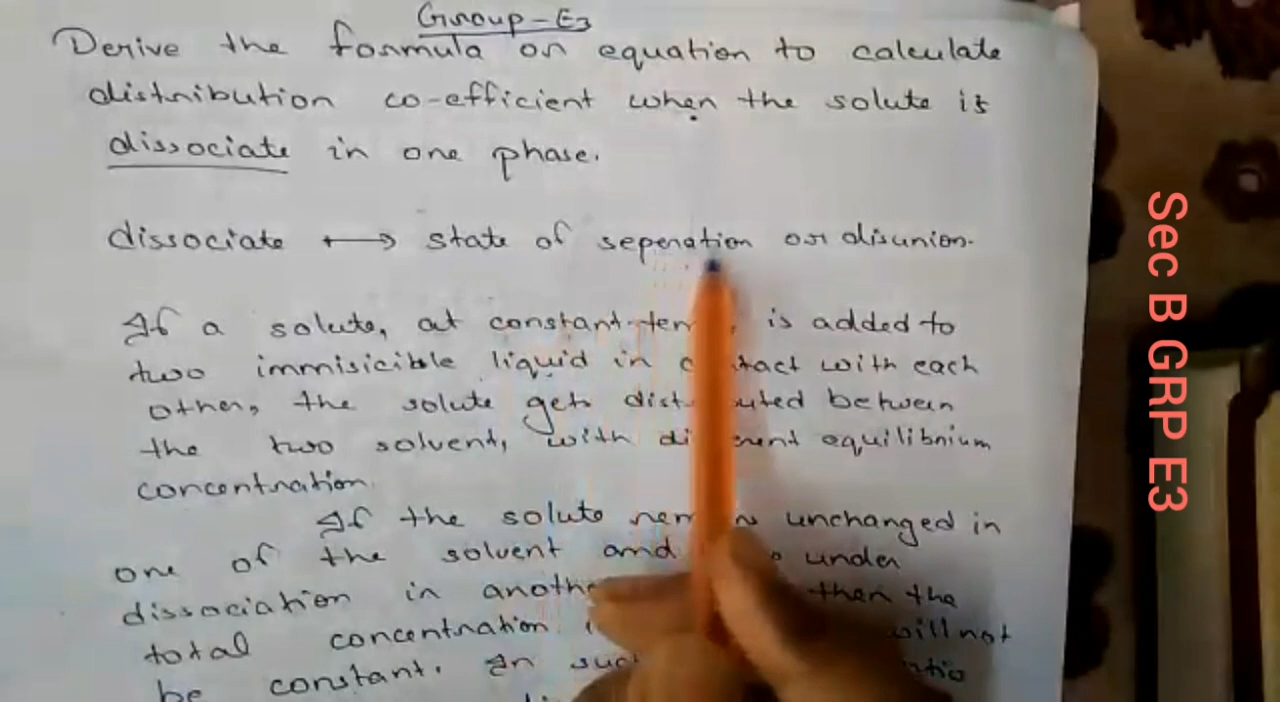 Group-E3
Derive the formula or equation to calculate
distribution co-efficient when the solute is
dissociate in one phase.
dissociate ⟷ state of seperation or disunion.
If a solute, at constant is added to
two immisicible liquid in with each
other, the solute gets between
the two solvent, with equilibrium
concentration.
If the solute unchanged in
one of the solvent and under
dissociation in then the
total concentration will not
be constant. In
Sec B GRP E3